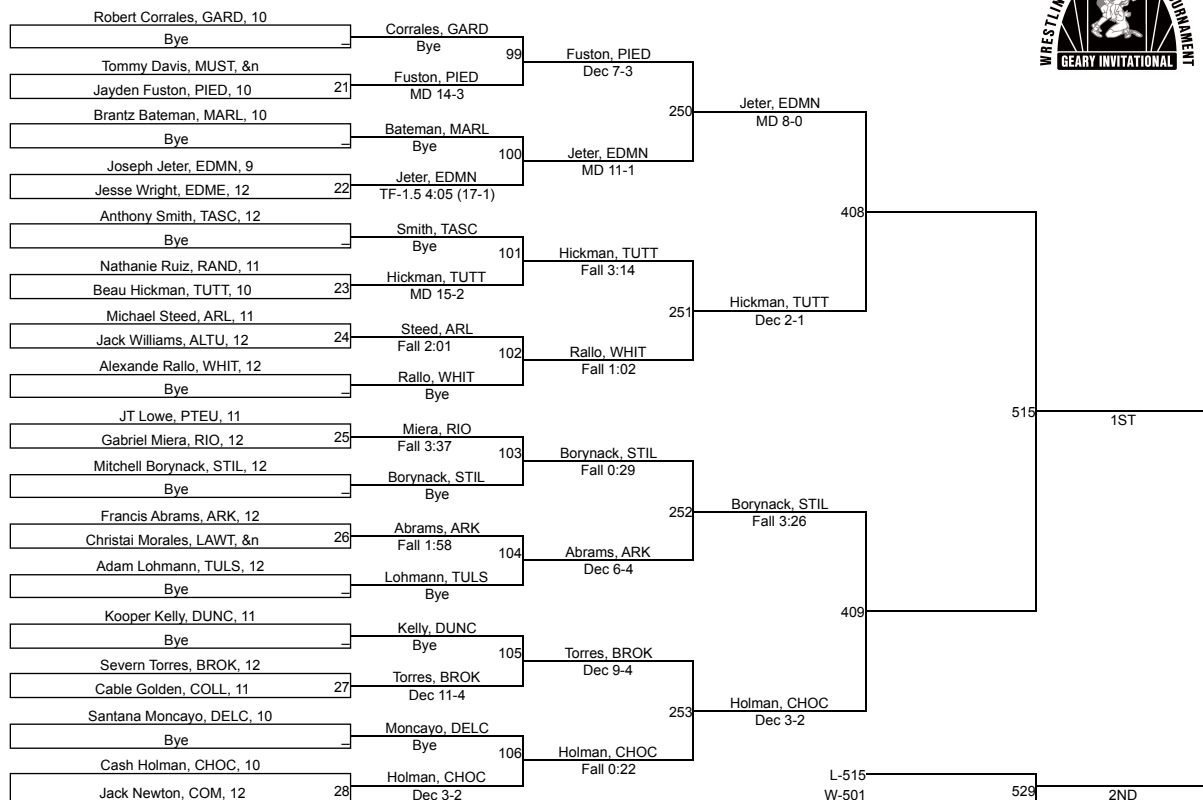 Robert Corrales, GARD, 10
Bye
_
Tommy Davis, MUST, &n
Jayden Fuston, PIED, 10
21
Brantz Bateman, MARL, 10
Bye
_
Joseph Jeter, EDMN, 9
Jesse Wright, EDME, 12
22
Anthony Smith, TASC, 12
Bye
_
Nathanie Ruiz, RAND, 11
Beau Hickman, TUTT, 10
23
Michael Steed, ARL, 11
Jack Williams, ALTU, 12
24
Alexande Rallo, WHIT, 12
Bye
_
JT Lowe, PTEU, 11
Gabriel Miera, RIO, 12
25
Mitchell Borynack, STIL, 12
Bye
_
Francis Abrams, ARK, 12
Christai Morales, LAWT, &n
26
Adam Lohmann, TULS, 12
Bye
_
Kooper Kelly, DUNC, 11
Bye
_
Severn Torres, BROK, 12
Cable Golden, COLL, 11
27
Santana Moncayo, DELC, 10
Bye
_
Cash Holman, CHOC, 10
Jack Newton, COM, 12
28
Corrales, GARD
Bye
99
Fuston, PIED
MD 14-3
Bateman, MARL
Bye
100
Jeter, EDMN
TF-1.5 4:05 (17-1)
Smith, TASC
Bye
101
Hickman, TUTT
MD 15-2
Steed, ARL
Fall 2:01
102
Rallo, WHIT
Bye
Miera, RIO
Fall 3:37
103
Borynack, STIL
Bye
Abrams, ARK
Fall 1:58
104
Lohmann, TULS
Bye
Kelly, DUNC
Bye
105
Torres, BROK
Dec 11-4
Moncayo, DELC
Bye
106
Holman, CHOC
Dec 3-2
Fuston, PIED
Dec 7-3
250
Jeter, EDMN
MD 11-1
Hickman, TUTT
Fall 3:14
251
Rallo, WHIT
Fall 1:02
Borynack, STIL
Fall 0:29
252
Abrams, ARK
Dec 6-4
Torres, BROK
Dec 9-4
253
Holman, CHOC
Fall 0:22
Jeter, EDMN
MD 8-0
408
Hickman, TUTT
Dec 2-1
Borynack, STIL
Fall 3:26
409
Holman, CHOC
Dec 3-2
515
1ST
L-515
W-501
529
2ND
GEARY INVITATIONAL